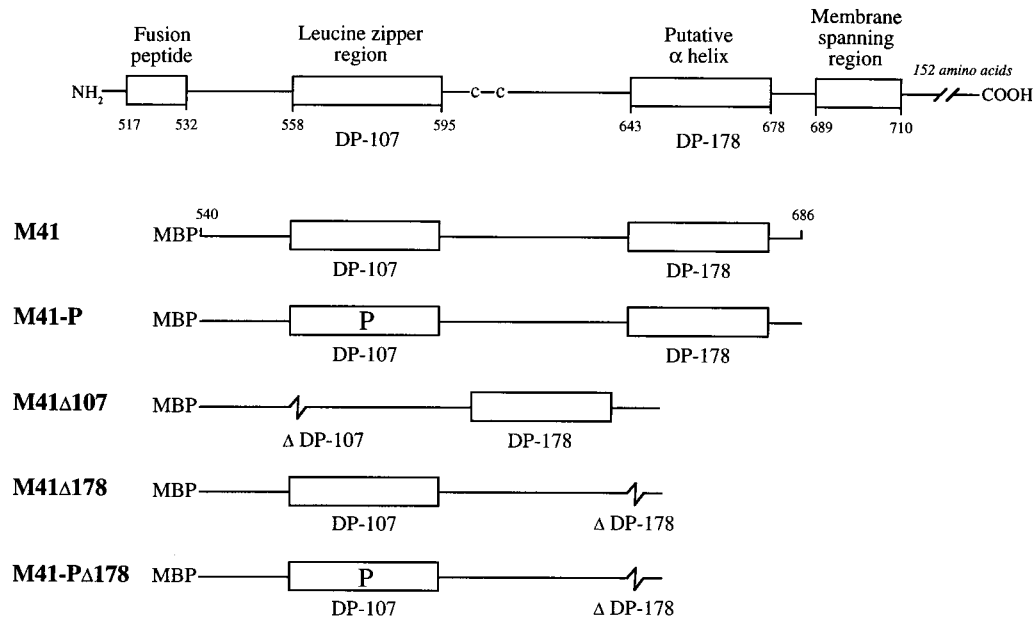 Fusion peptide
Leucine zipper region
Putative α helix
Membrane spanning region
152 amino acids
NH2 c c COOH
517 532 558 595 643 678 689 710
DP-107 DP-178
540 686
M41 MBP
DP-107 DP-178
M41-P MBP P
DP-107 DP-178
M41Δ107 MBP
Δ DP-107 DP-178
M41Δ178 MBP
DP-107 Δ DP-178
M41-PΔ178 MBP P
DP-107 Δ DP-178